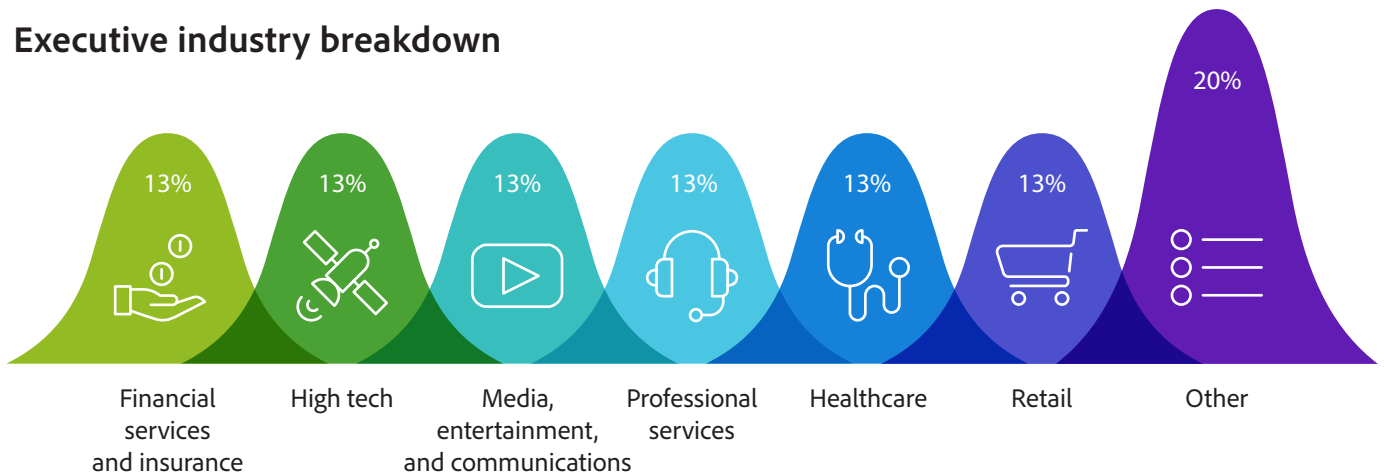 Executive industry breakdown
20%
13%
13%
13%
13%
13%
13%
Financial
services
and insurance
High tech
Media,
entertainment,
and communications
Professional
services
Healthcare
Retail
Other